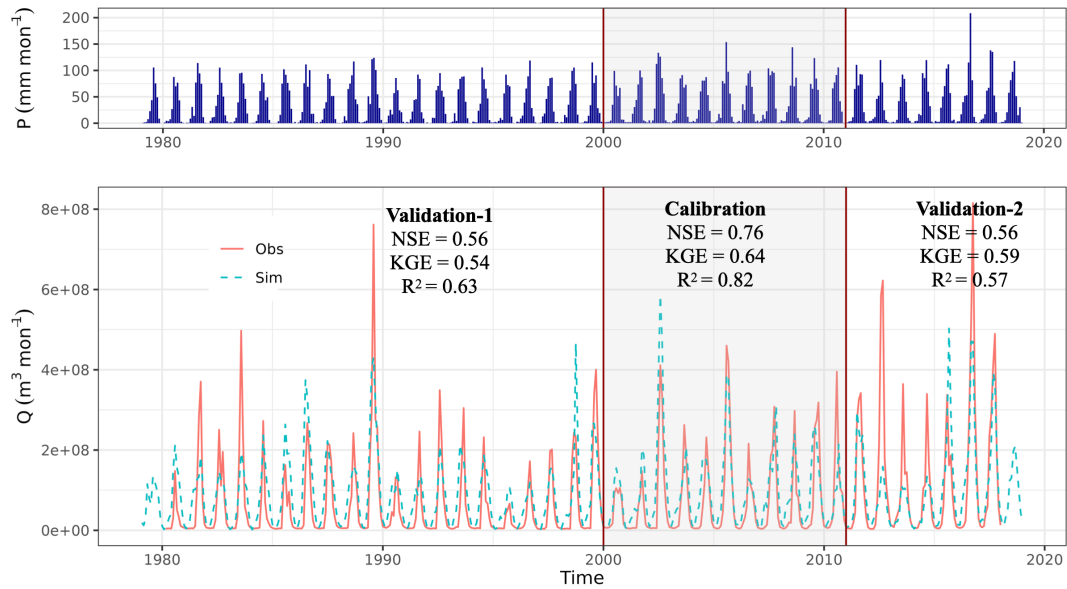 P (mm mon⁻¹)
200
150
100
50
0
1980
1990
2000
2010
2020
Q (m³ mon⁻¹)
8e+08
6e+08
4e+08
2e+08
0e+00
Obs
Sim
Validation-1
NSE = 0.56
KGE = 0.54
R² = 0.63
Calibration
NSE = 0.76
KGE = 0.64
R² = 0.82
Validation-2
NSE = 0.56
KGE = 0.59
R² = 0.57
1980
1990
2000
2010
2020
Time